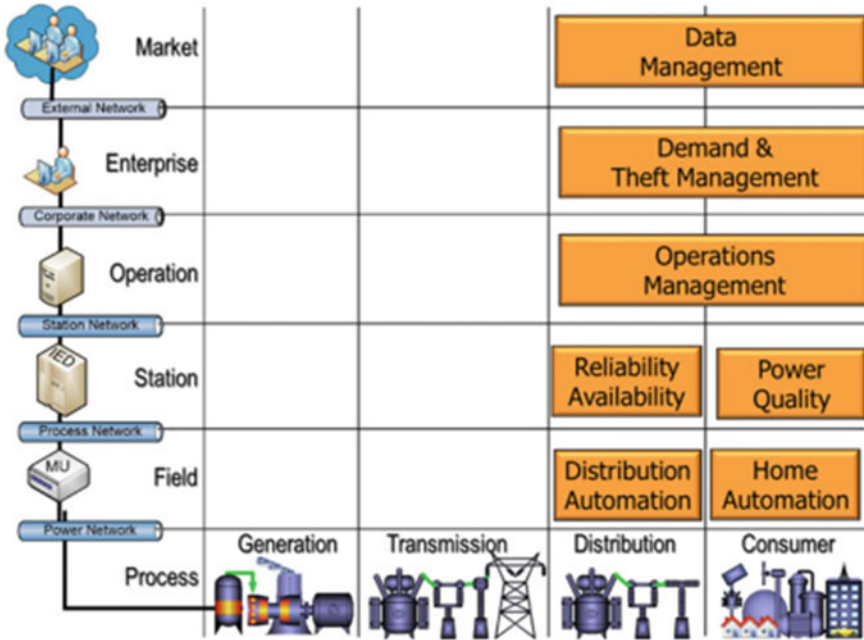 Market
Data
Management
External Network
Enterprise
Demand &
Theft Management
Corporate Network
Operation
Operations
Management
Station Network
IED
Station
Reliability
Availability
Power
Quality
Process Network
MU
Field
Distribution
Automation
Home
Automation
Power Network
Generation
Transmission
Distribution
Consumer
Process